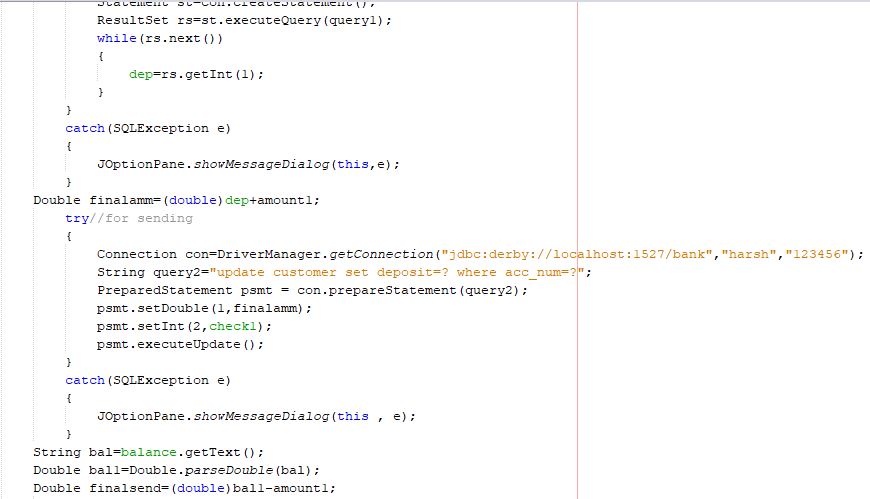 Statement st=con.createStatement();
ResultSet rs=st.executeQuery(query1);
while(rs.next())
{
dep=rs.getInt(1);
}
}
catch(SQLException e)
{
JOptionPane.showMessageDialog(this,e);
}
Double finalamm=(double)dep+amount1;
try//for sending
{
Connection con=DriverManager.getConnection("jdbc:derby://localhost:1527/bank","harsh","123456");
String query2="update customer set deposit=? where acc_num=?";
PreparedStatement psmt = con.prepareStatement(query2);
psmt.setDouble(1,finalamm);
psmt.setInt(2,check1);
psmt.executeUpdate();
}
catch(SQLException e)
{
JOptionPane.showMessageDialog(this , e);
}
String bal=balance.getText();
Double bal1=Double.parseDouble(bal);
Double finalsend=(double)bal1-amount1;